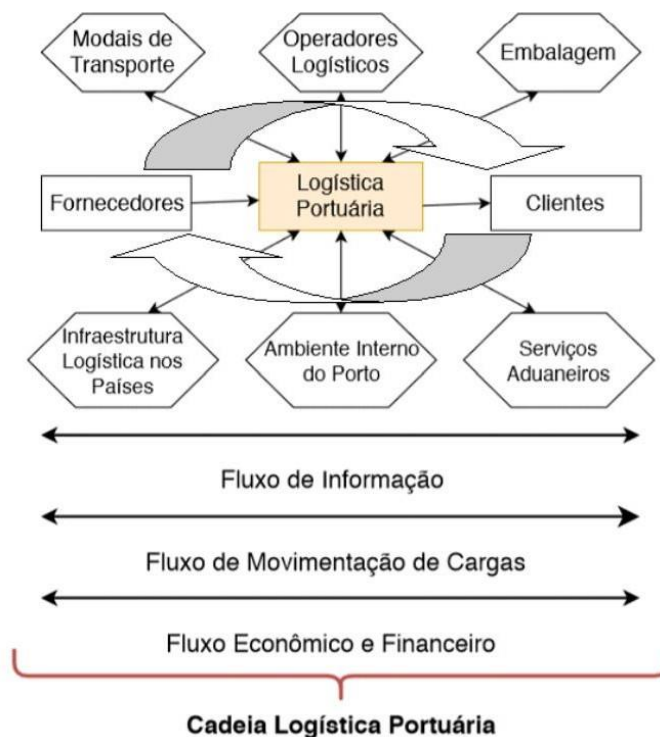 Modais de
Transporte
Operadores
Logísticos
Embalagem
Fornecedores
Logística
Portuária
Clientes
Infraestrutura
Logística nos
Países
Ambiente Interno
do Porto
Serviços
Aduaneiros
Fluxo de Informação
Fluxo de Movimentação de Cargas
Fluxo Econômico e Financeiro
Cadeia Logística Portuária